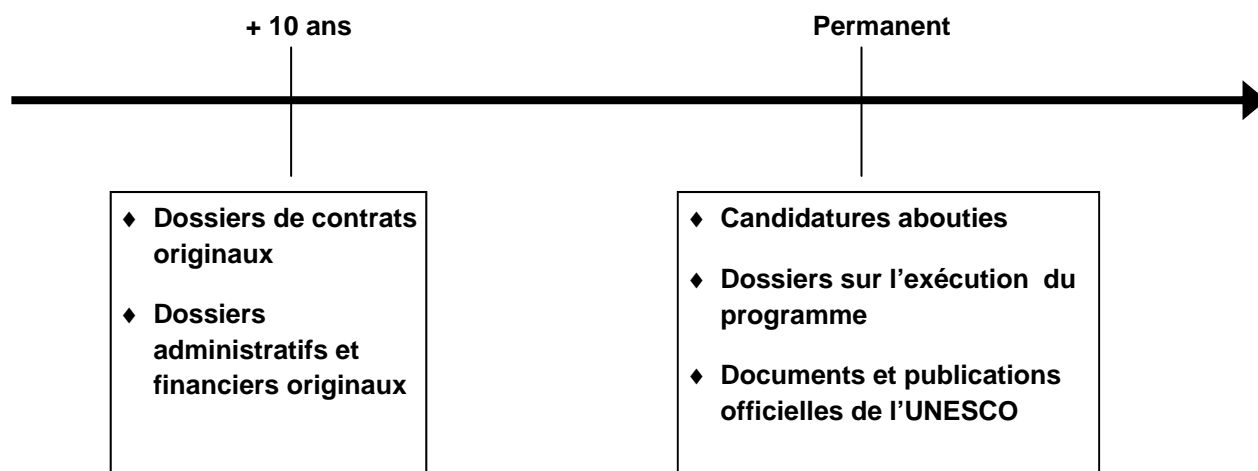 + 10 ans
Permanent
♦ Dossiers de contrats
originaux
♦ Dossiers
administratifs et
financiers originaux
♦ Candidatures abouties
♦ Dossiers sur l’exécution du
programme
♦ Documents et publications
officielles de l’UNESCO